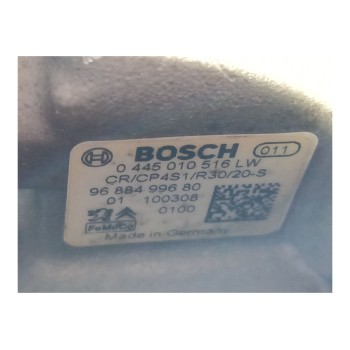 BOSCH 011
0 445 010 516 LW
CR/CP4S1/R30/20-S
96 884 996 80
01 100308
0100
FoMoCo
Made in Germany